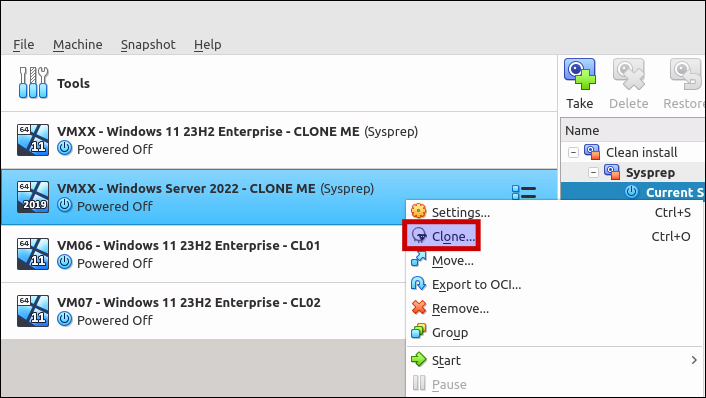 File Machine Snapshot Help
Tools
64
11
VMXX - Windows 11 23H2 Enterprise - CLONE ME (Sysprep)
Powered Off
64
2019
VMXX - Windows Server 2022 - CLONE ME (Sysprep)
Powered Off
64
11
VM06 - Windows 11 23H2 Enterprise - CL01
Powered Off
64
11
VM07 - Windows 11 23H2 Enterprise - CL02
Powered Off
Take Delete Restore
Name
Clean install
Sysprep
Current S
Settings... Ctrl+S
Clone... Ctrl+O
Move...
Export to OCI...
Remove...
Group
Start
Pause